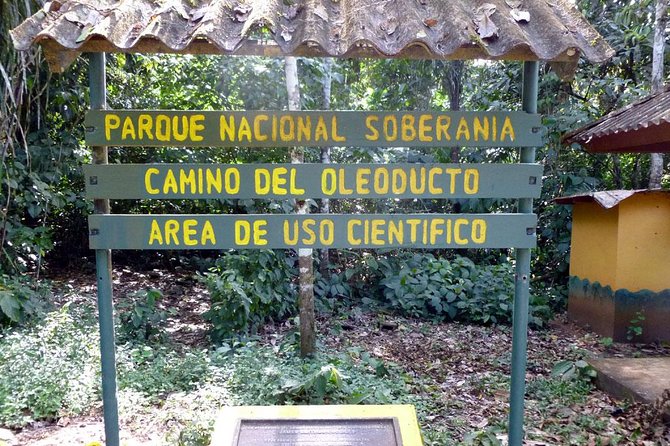 PARQUE NACIONAL SOBERANIA
CAMINO DEL OLEODUCTO
AREA DE USO CIENTIFICO